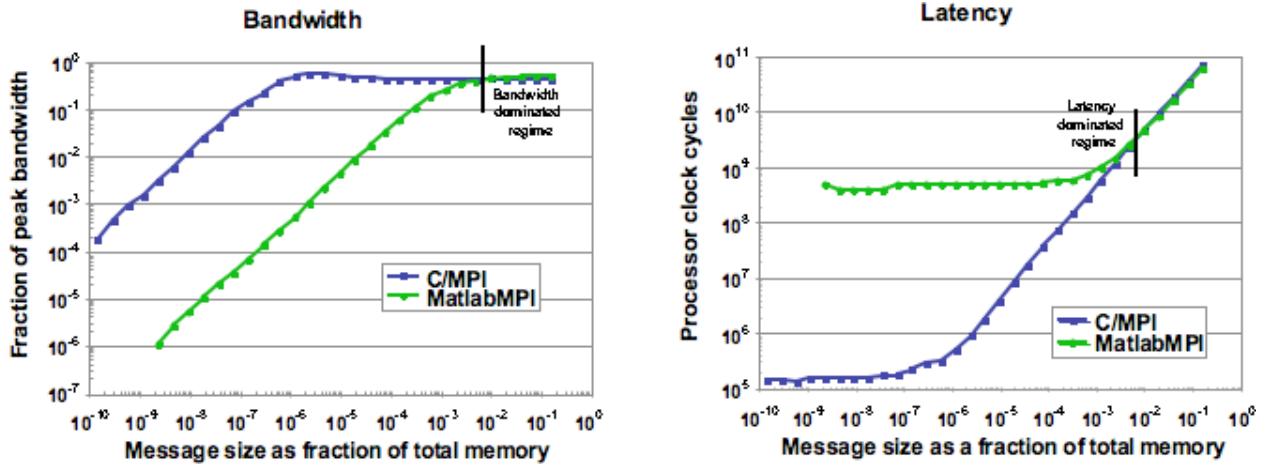 Bandwidth
Fraction of peak bandwidth
10^0
10^-1
10^-2
10^-3
10^-4
10^-5
10^-6
10^-7
Bandwidth
dominated
regime
C/MPI
MatlabMPI
10^-10 10^-9 10^-8 10^-7 10^-6 10^-5 10^-4 10^-3 10^-2 10^-1 10^0
Message size as fraction of total memory
Latency
Processor clock cycles
10^11
10^10
10^9
10^8
10^7
10^6
10^5
Latency
dominated
regime
C/MPI
MatlabMPI
10^-10 10^-9 10^-8 10^-7 10^-6 10^-5 10^-4 10^-3 10^-2 10^-1 10^0
Message size as a fraction of total memory